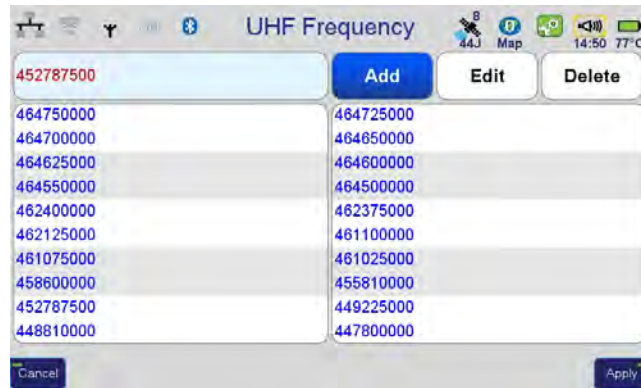 UHF Frequency
8
44J
Map
14:50 77°C
452787500
Add
Edit
Delete
464750000 464725000
464700000 464650000
464625000 464600000
464550000 464500000
462400000 462375000
462125000 461100000
461075000 461025000
458600000 455810000
452787500 449225000
448810000 447800000
Cancel
Apply